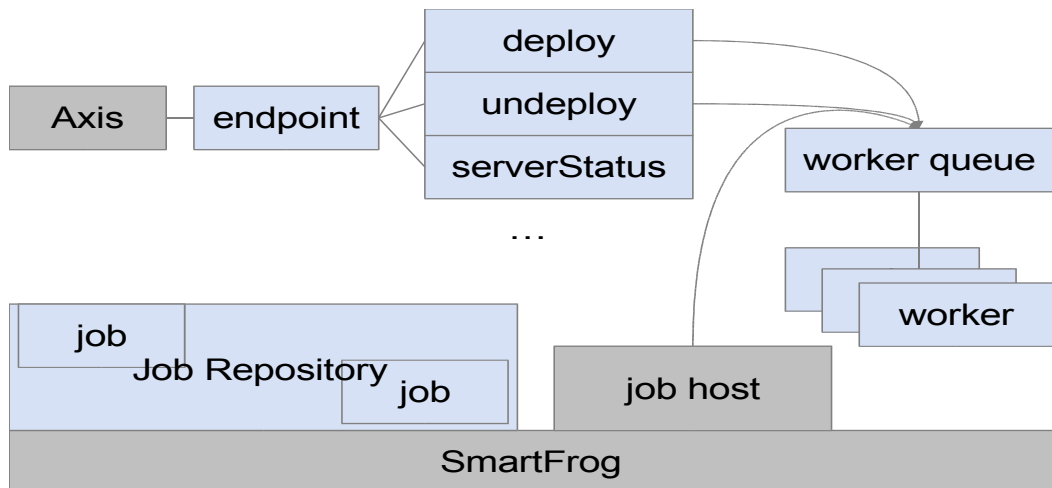 deploy
Axis
endpoint
undeploy
serverStatus
worker queue
...
worker
job
Job Repository
job
job host
SmartFrog